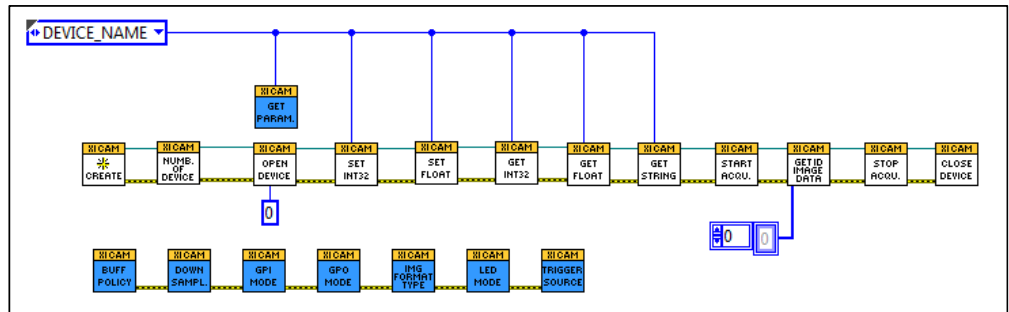 DEVICE_NAME
XICAM
GET
PARAM.
XICAM
CREATE
XICAM
NUMB.
OF
DEVICE
XICAM
OPEN
DEVICE
XICAM
SET
INT32
XICAM
SET
FLOAT
XICAM
GET
INT32
XICAM
GET
FLOAT
XICAM
GET
STRING
XICAM
START
ACQU.
XICAM
GET ID
IMAGE
DATA
XICAM
STOP
ACQU.
XICAM
CLOSE
DEVICE
0
0
0
XICAM
BUFF
POLICY
XICAM
DOWN
SAMPL.
XICAM
GPI
MODE
XICAM
GPO
MODE
XICAM
IMG
FORMAT
TYPE
XICAM
LED
MODE
XICAM
TRIGGER
SOURCE